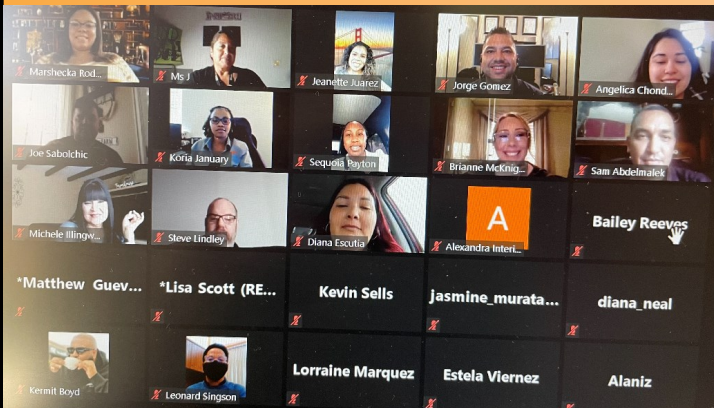 Marshecka Rod...
Ms J
Jeanette Juarez
Jorge Gomez
Angelica Chond...
Joe Sabolchic
Koria January
Sequoia Payton
Brianne McKnig...
Sam Abdelmalek
Michele Illingw...
Steve Lindley
Diana Escutia
A
Alexandra Interi...
Bailey Reeves
*Matthew Guev...
*Lisa Scott (RE...
Kevin Sells
jasmine_murata...
diana_neal
Kermit Boyd
Leonard Singson
Lorraine Marquez
Estela Viernez
Alaniz